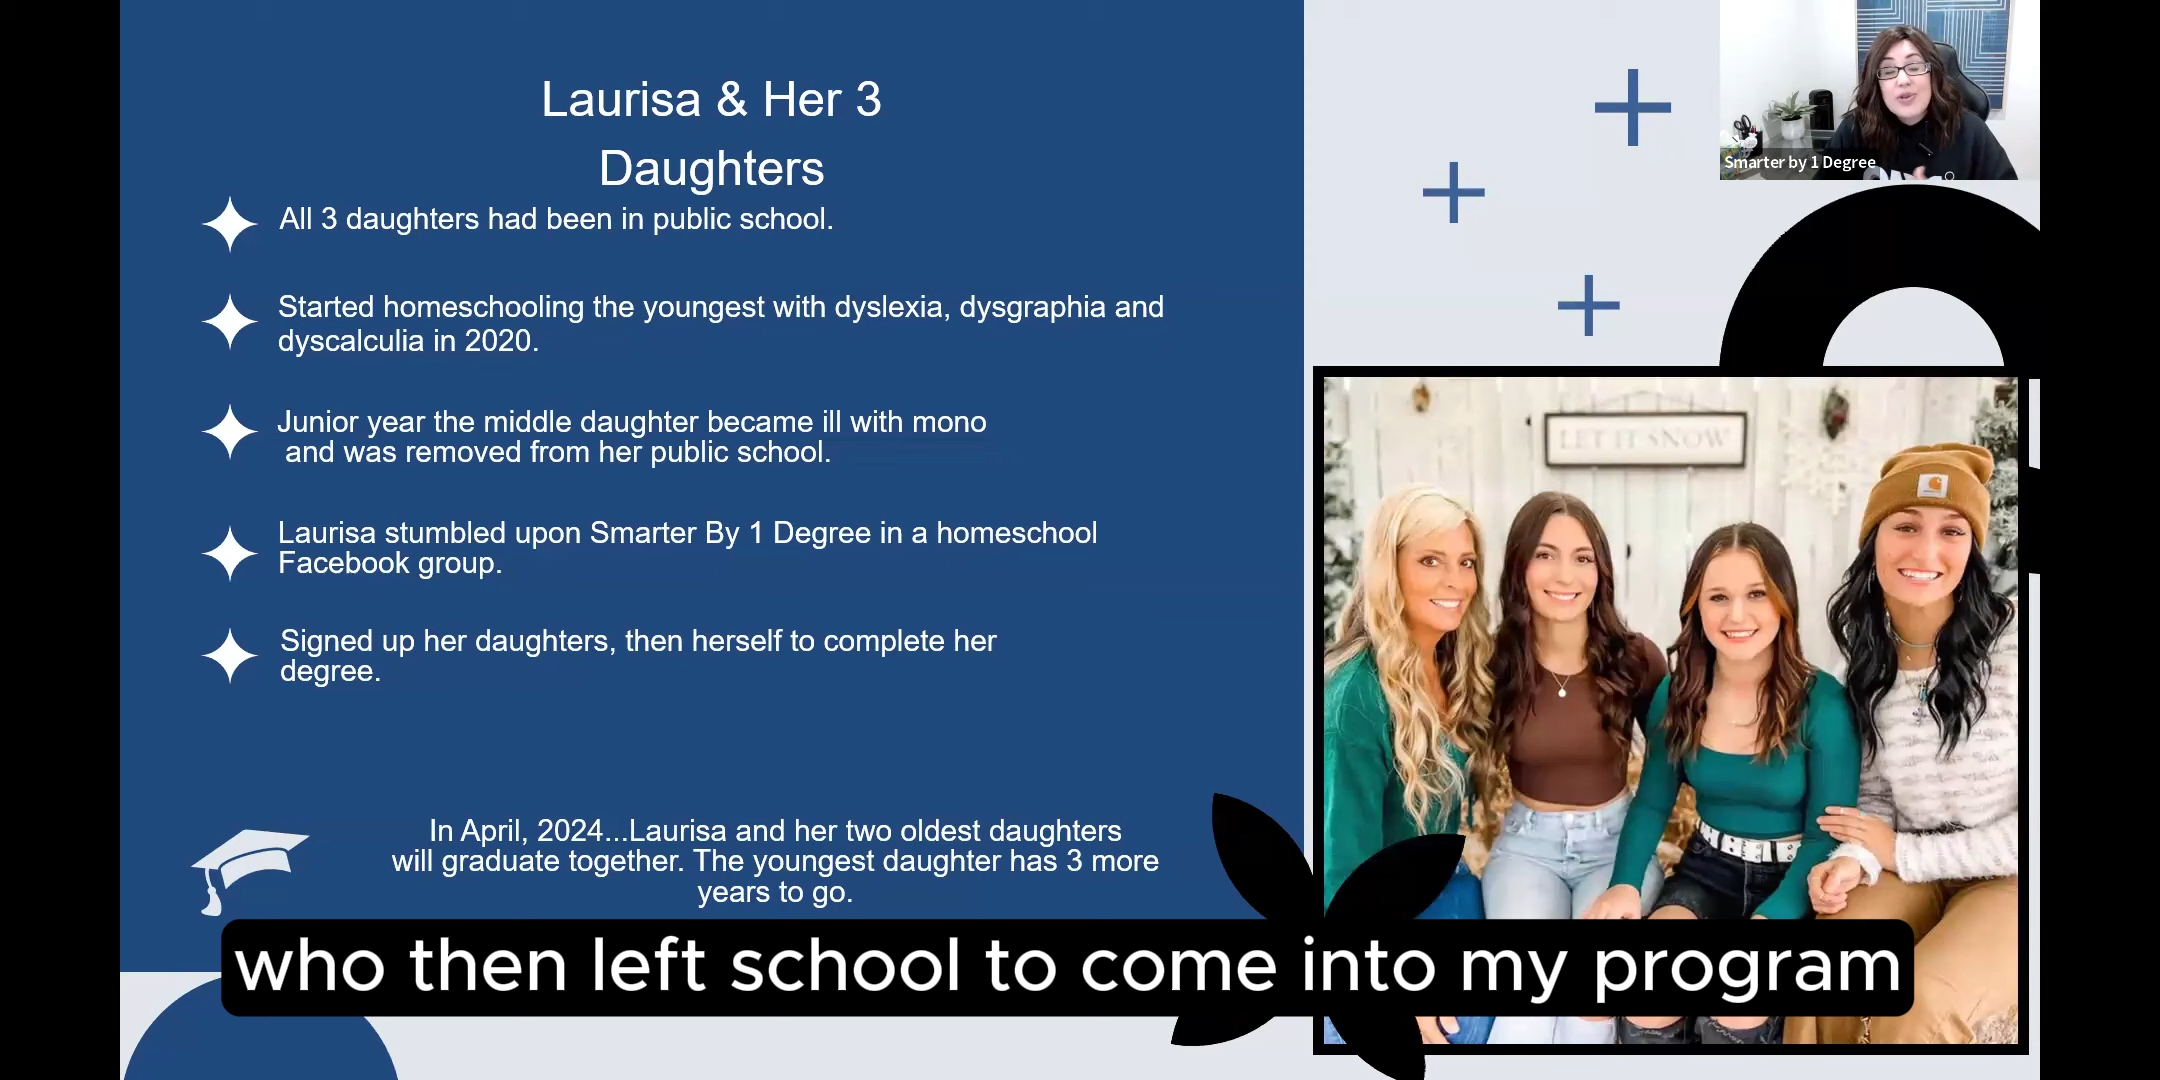 Laurisa & Her 3
Daughters
All 3 daughters had been in public school.
Started homeschooling the youngest with dyslexia, dysgraphia and
dyscalculia in 2020.
Junior year the middle daughter became ill with mono
and was removed from her public school.
Laurisa stumbled upon Smarter By 1 Degree in a homeschool
Facebook group.
Signed up her daughters, then herself to complete her
degree.
In April, 2024...Laurisa and her two oldest daughters
will graduate together. The youngest daughter has 3 more
years to go.
Smarter by 1 Degree
LET IT SNOW
who then left school to come into my program